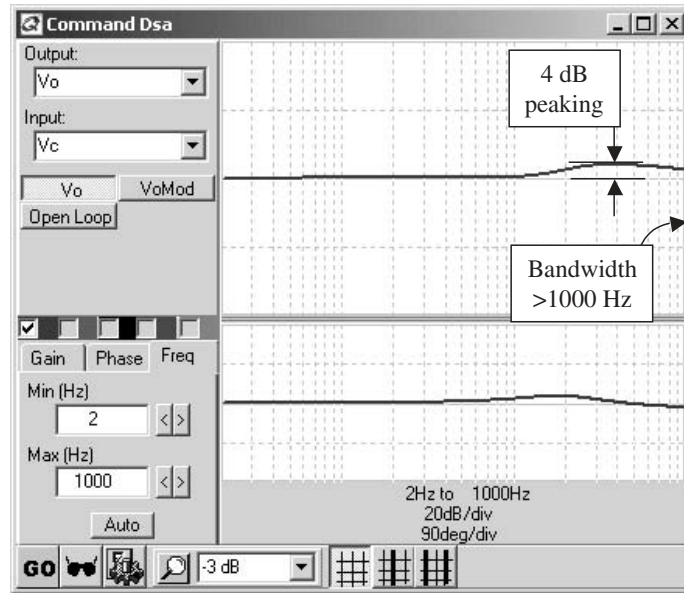 Command Dsa
Output:
Vo
Input:
Vc
Vo VoMod
Open Loop
Gain Phase Freq
Min (Hz)
2
< >
Max (Hz)
1000
< >
Auto
4 dB
peaking
Bandwidth
>1000 Hz
2Hz to 1000Hz
20dB/div
90deg/div
GO
-3 dB